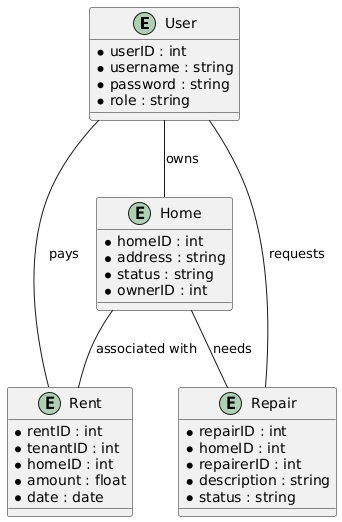 E User
userID : int
username : string
password : string
role : string
owns
E Home
homeID : int
address : string
status : string
ownerID : int
pays
requests
associated with
needs
E Rent
rentID : int
tenantID : int
homeID : int
amount : float
date : date
E Repair
repairID : int
homeID : int
repairerID : int
description : string
status : string